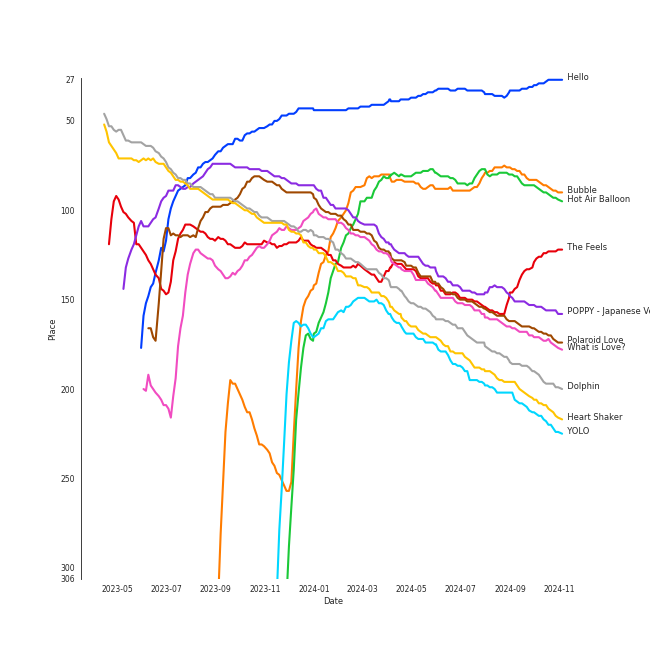 27
50
100
150
200
250
300
306
Place
2023-05 2023-07 2023-09 2023-11 2024-01 2024-03 2024-05 2024-07 2024-09 2024-11
Date
Hello
Bubble
Hot Air Balloon
The Feels
POPPY - Japanese Ve
Polaroid Love
What is Love?
Dolphin
Heart Shaker
YOLO